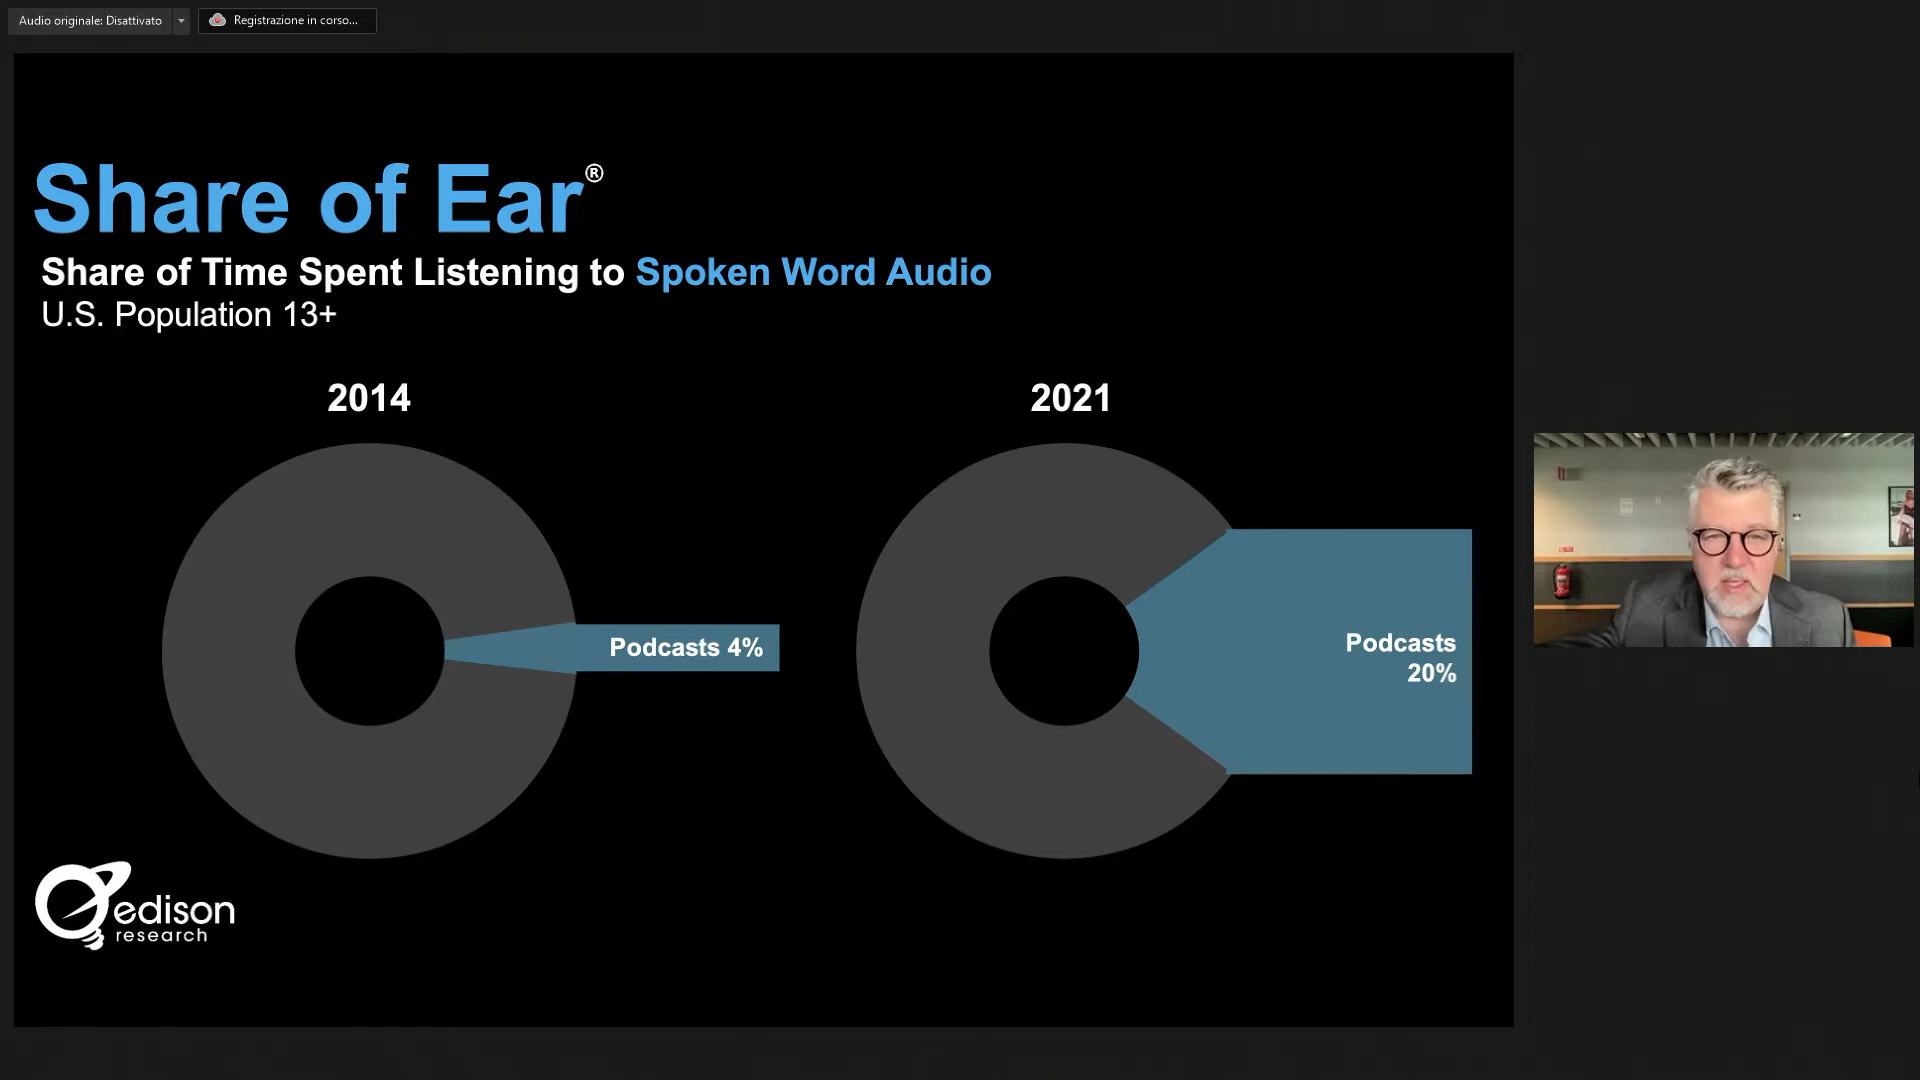 Audio originale: Disattivato
Registrazione in corso...
Share of Ear®
Share of Time Spent Listening to Spoken Word Audio
U.S. Population 13+
2014
2021
Podcasts 4%
Podcasts
20%
edison
research